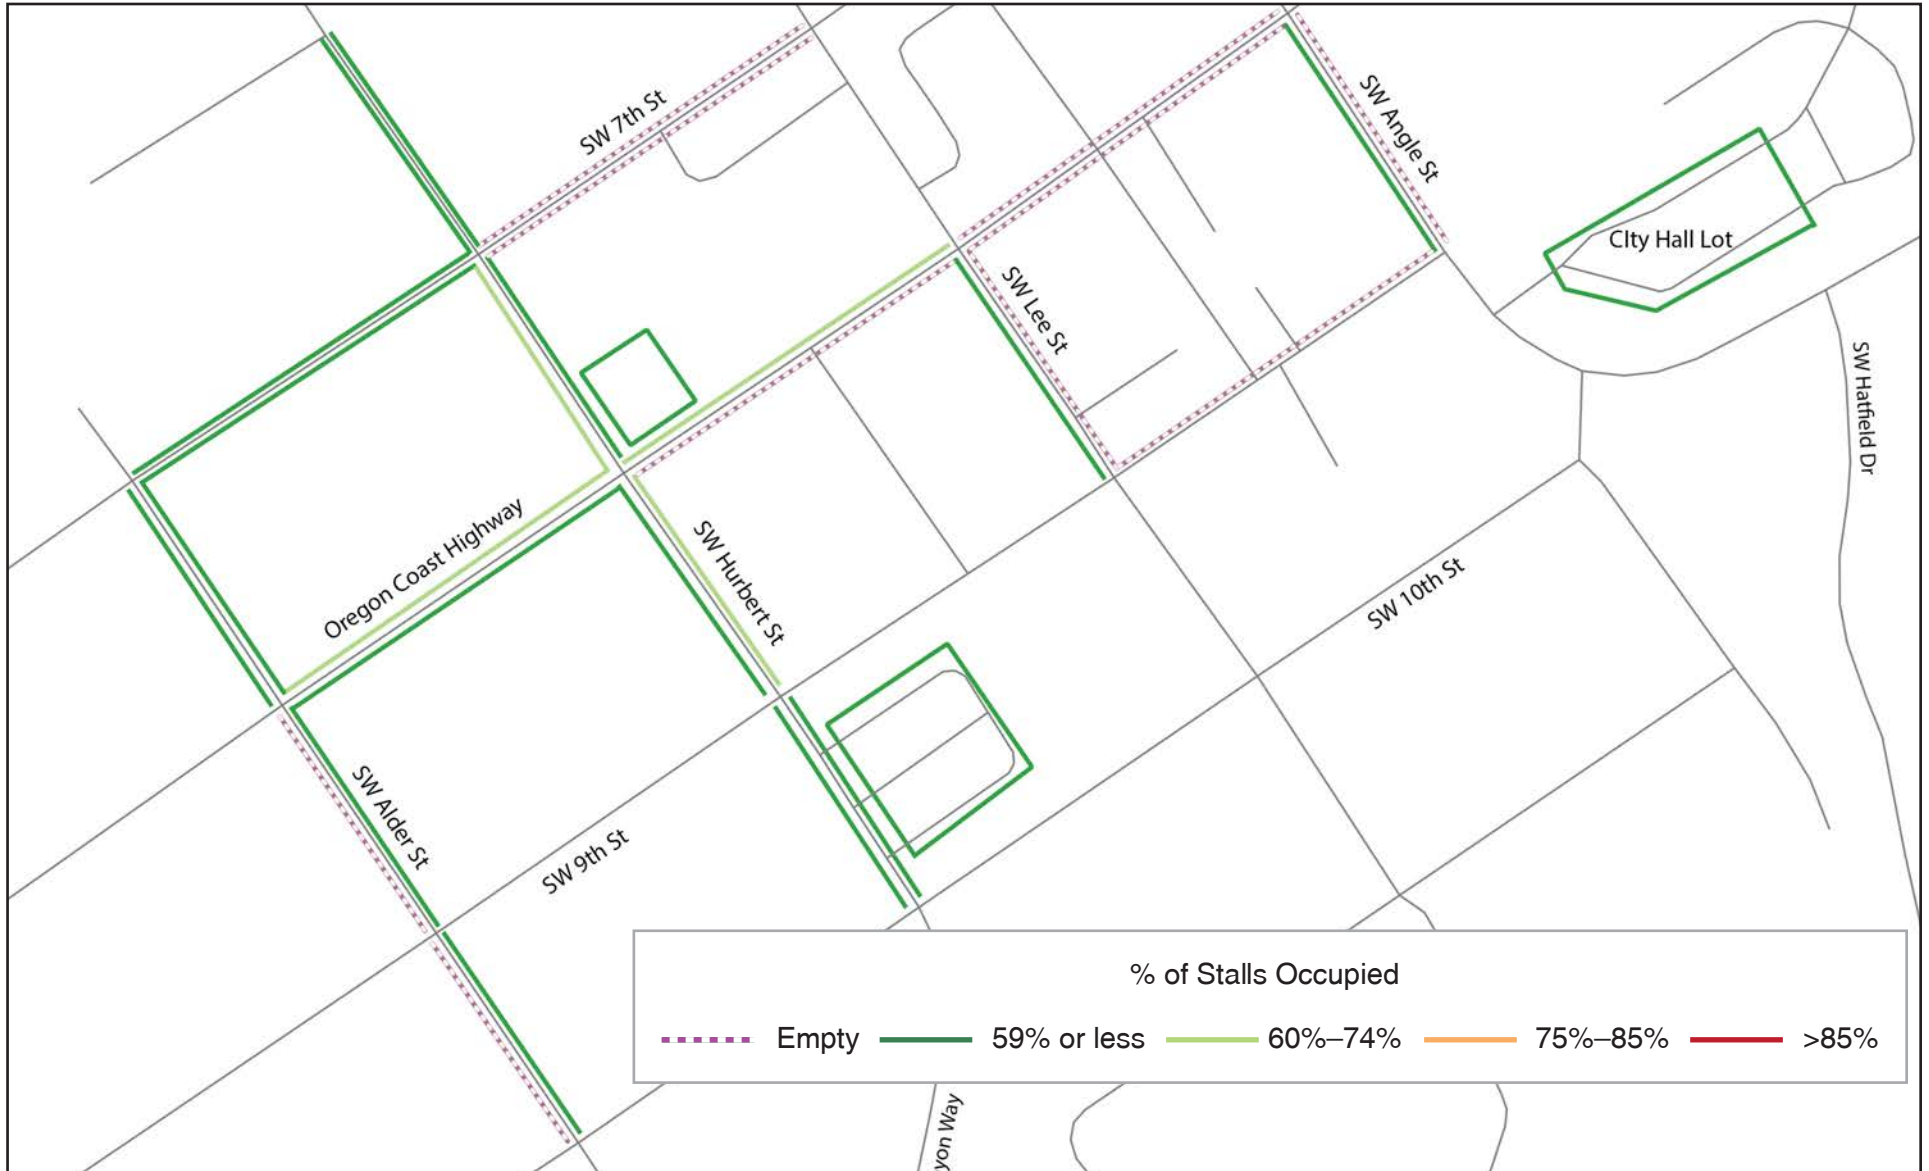 SW 7th St
SW Angle St
CIty Hall Lot
SW Lee St
SW Hatfield Dr
Oregon Coast Highway
SW Hurbert St
SW 10th St
SW Alder St
SW 9th St
% of Stalls Occupied
Empty 59% or less 60%–74% 75%–85% >85%
yon Way